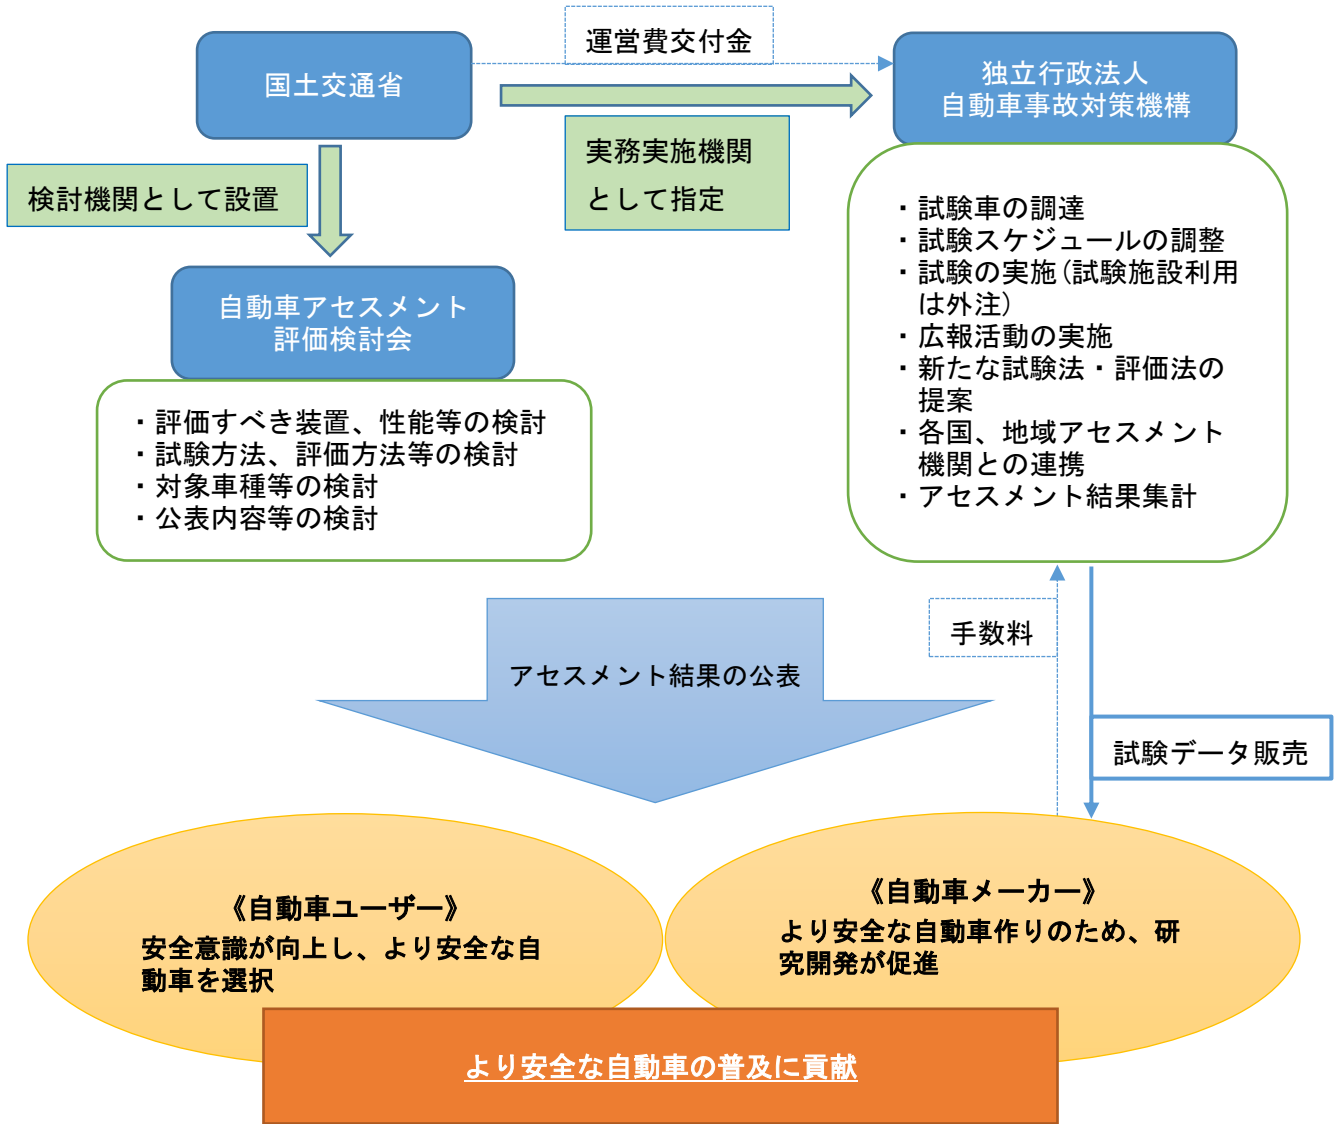 運営費交付金
国土交通省
独立行政法人
自動車事故対策機構
実務実施機関
として指定
検討機関として設置
・試験車の調達
・試験スケジュールの調整
・試験の実施(試験施設利用
は外注)
・広報活動の実施
・新たな試験法・評価法の
提案
・各国、地域アセスメント
機関との連携
・アセスメント結果集計
自動車アセスメント
評価検討会
・評価すべき装置、性能等の検討
・試験方法、評価方法等の検討
・対象車種等の検討
・公表内容等の検討
手数料
アセスメント結果の公表
試験データ販売
《自動車ユーザー》
安全意識が向上し、より安全な自
動車を選択
《自動車メーカー》
より安全な自動車作りのため、研
究開発が促進
より安全な自動車の普及に貢献